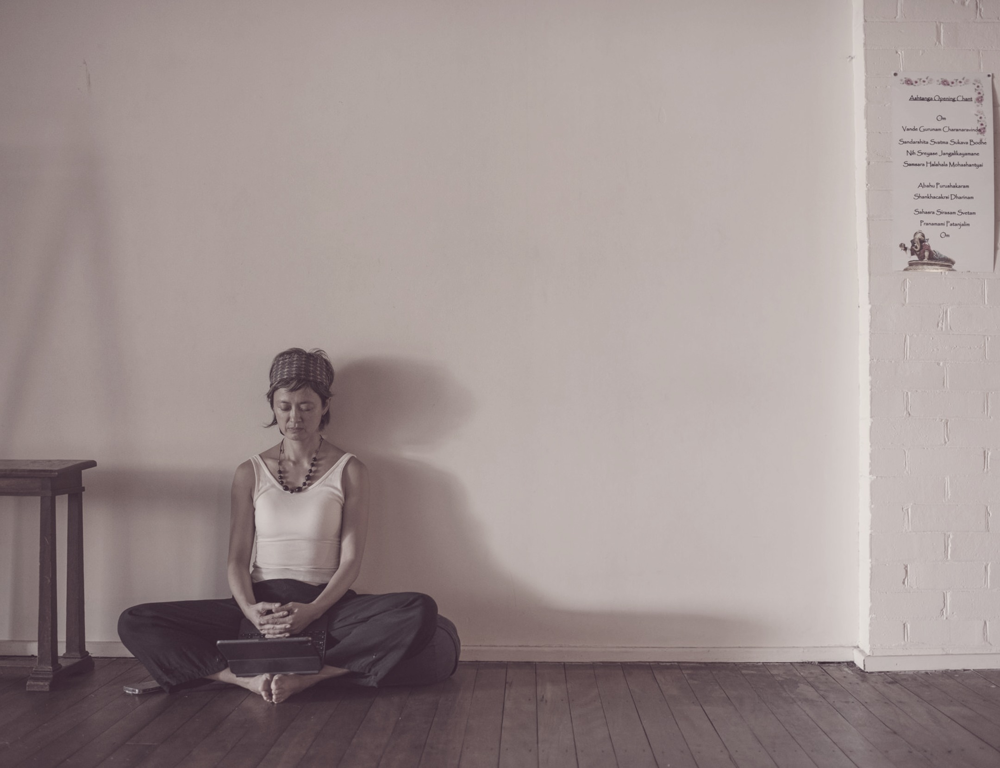 Ashtanga Opening Chant
Om
Vande Gurunam Charanaravinde
Sandarshita Svatma Sukava Bodhe
Nih Sreyase Jangalikayamane
Samsara Halahala Mohashantyai
Abahu Purushakaram
Shankhacakrsi Dharinam
Sahasra Sirasam Svetam
Pranamami Patanjalim
Om